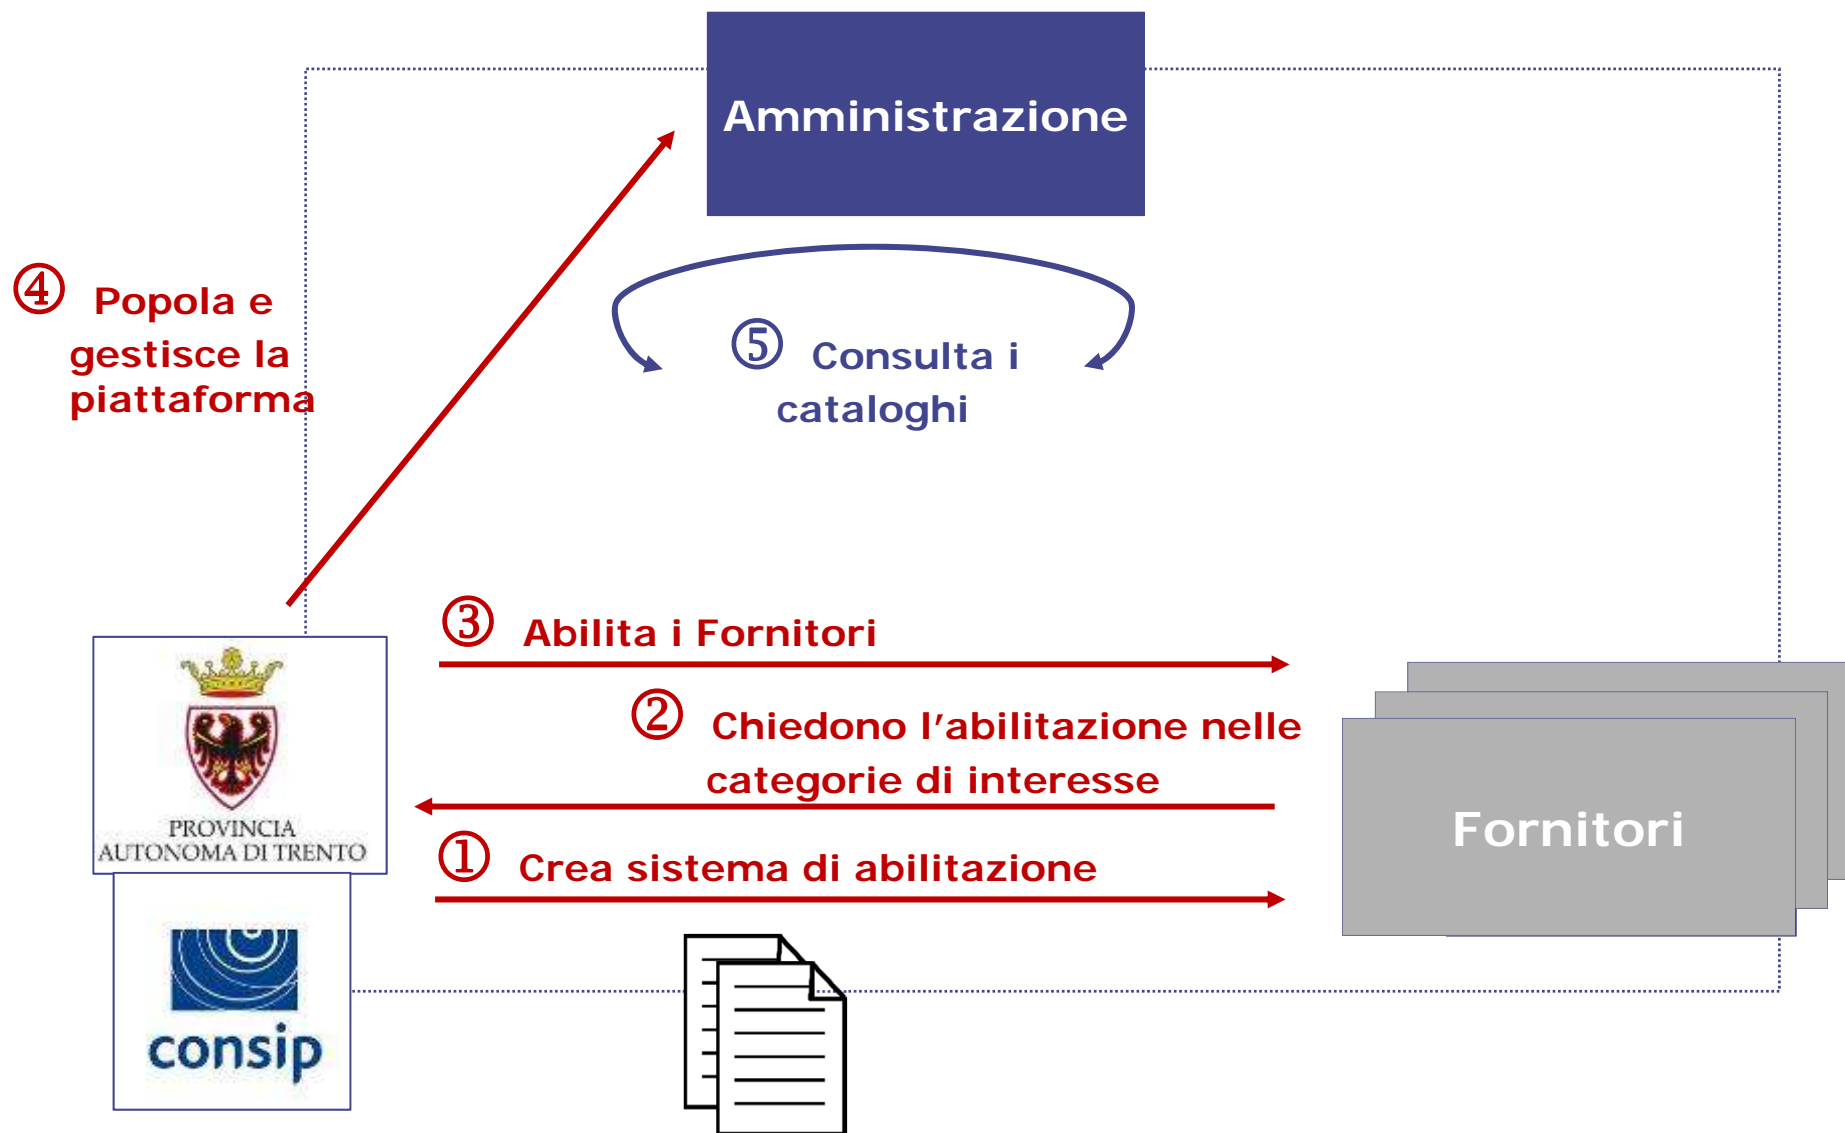 Amministrazione
④ Popola e
gestisce la
piattaforma
⑤ Consulta i
cataloghi
③ Abilita i Fornitori
② Chiedono l’abilitazione nelle
categorie di interesse
① Crea sistema di abilitazione
PROVINCIA
AUTONOMA DI TRENTO
consip
Fornitori